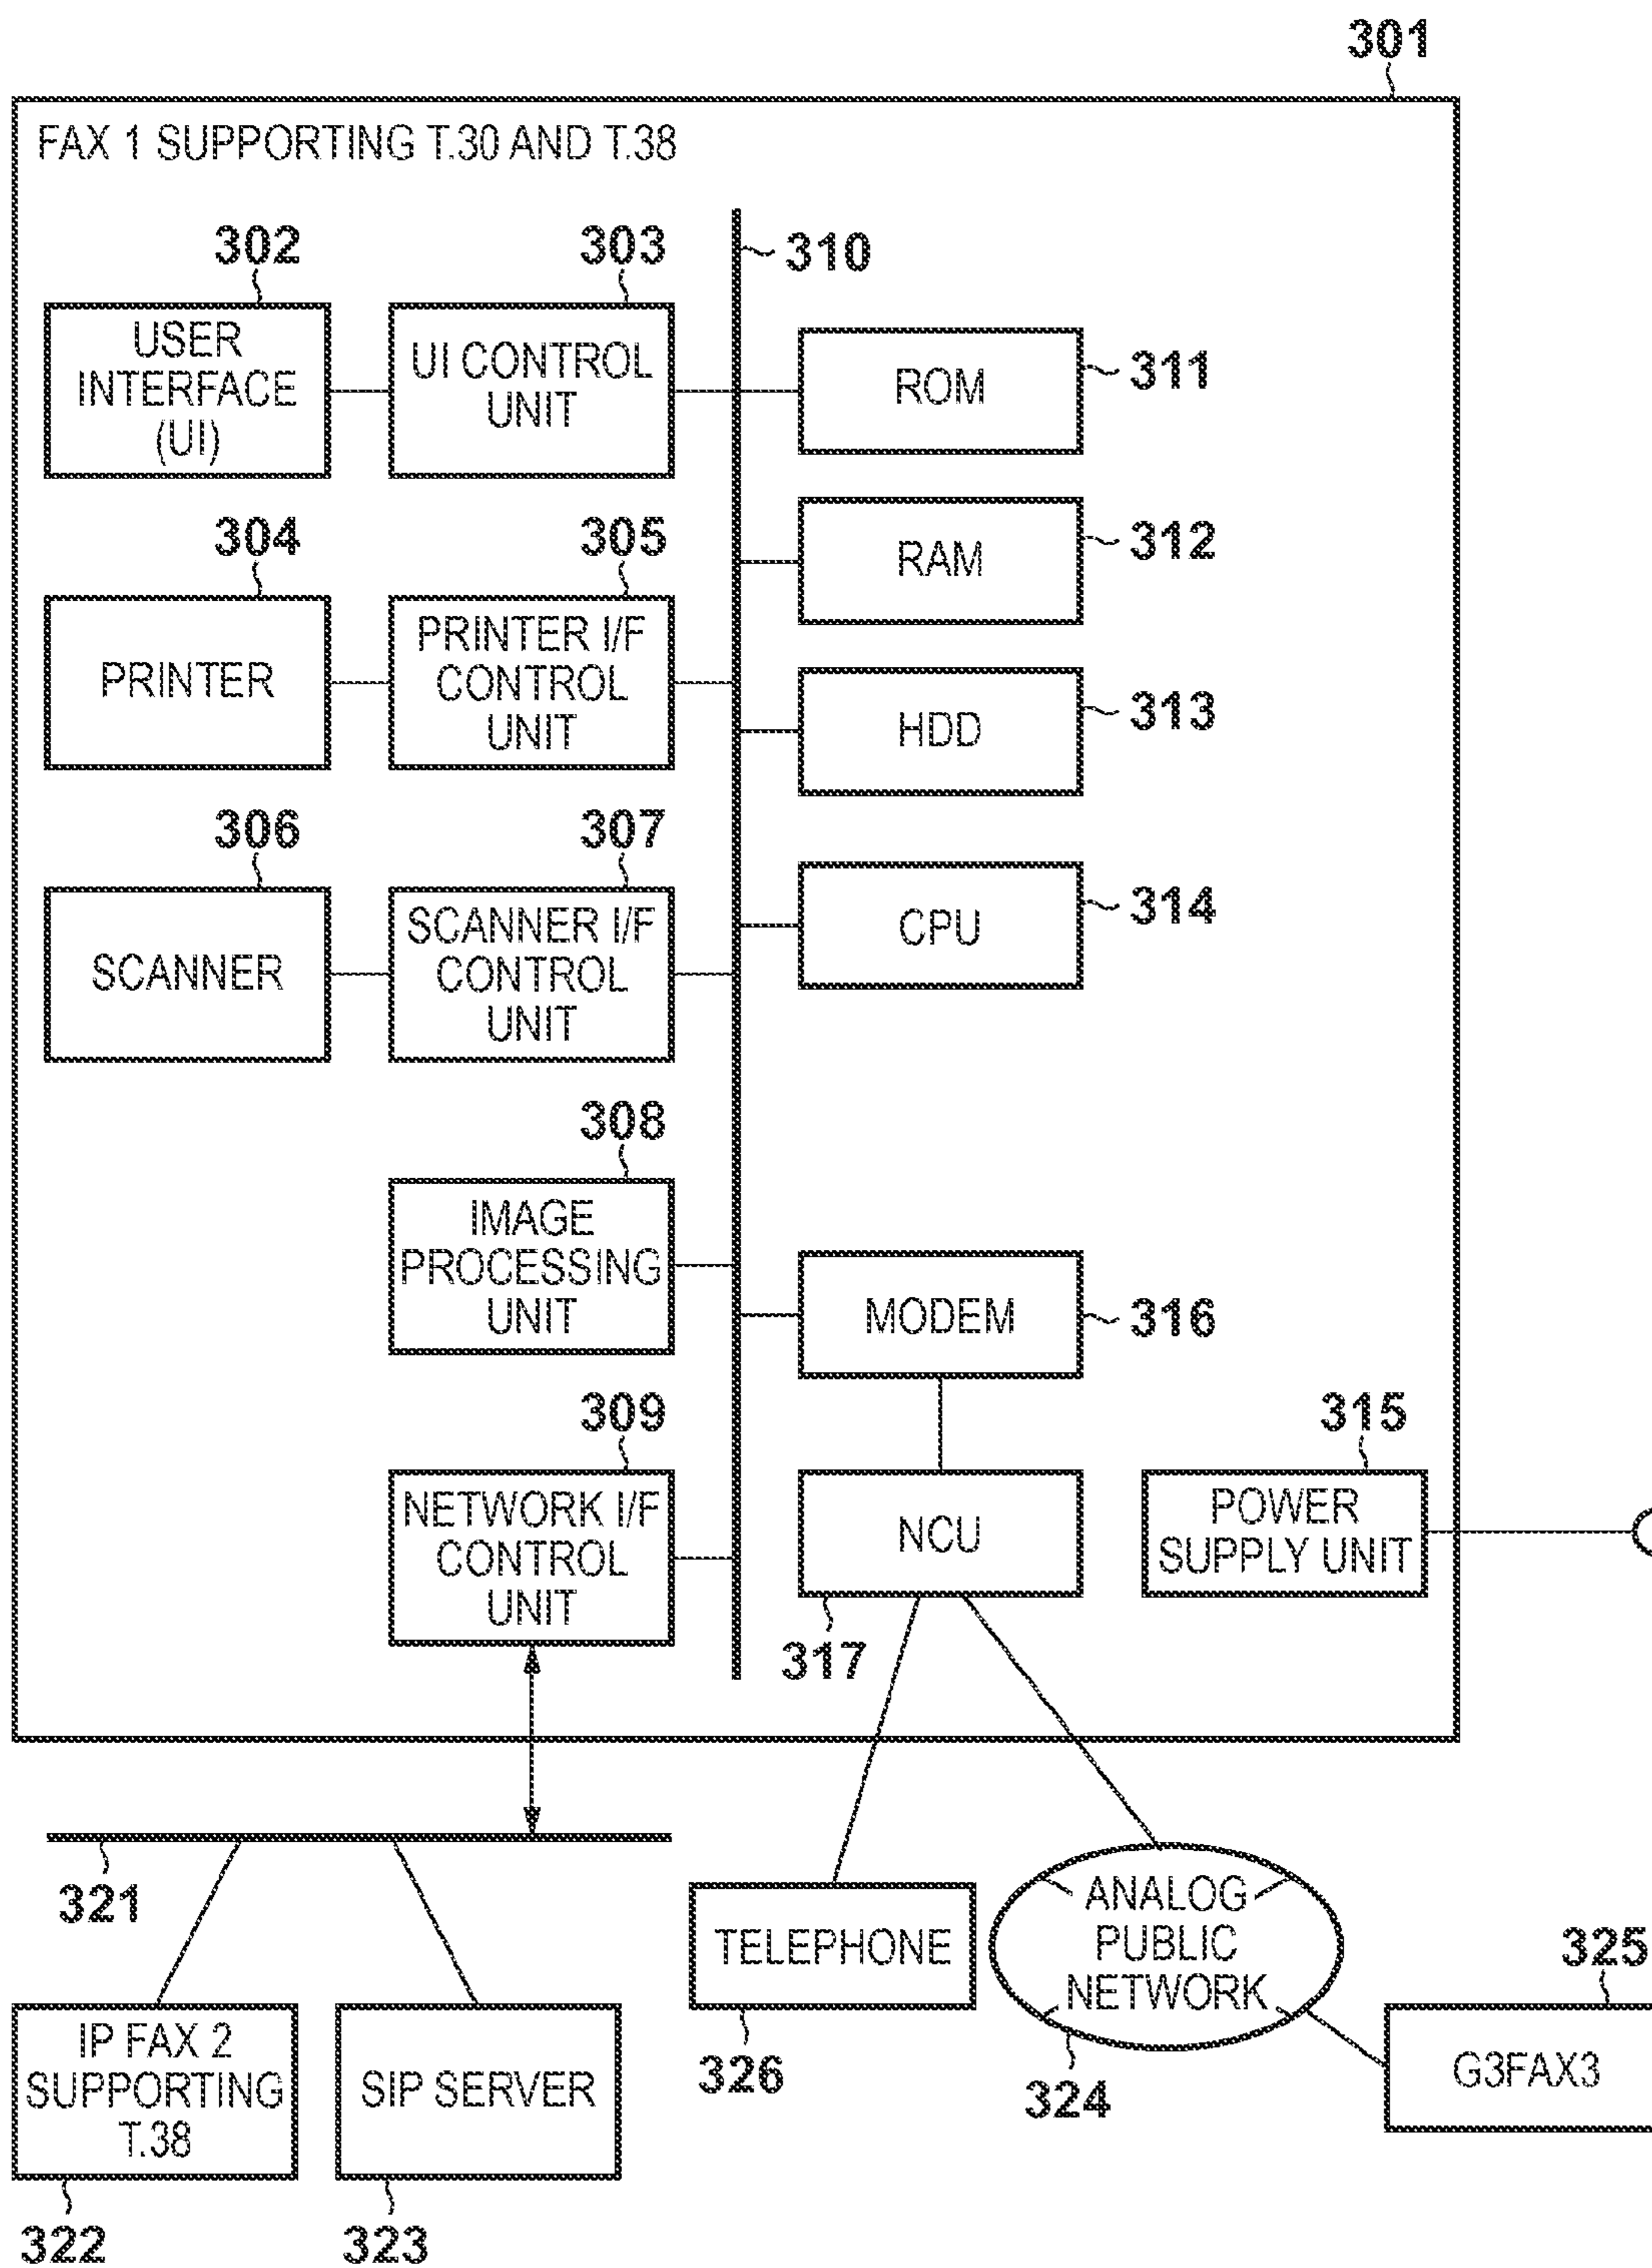 301
FAX 1 SUPPORTING T.30 AND T.38
302
303
310
USER
INTERFACE
(UI)
UI CONTROL
UNIT
ROM
311
304
305
RAM
312
PRINTER
PRINTER I/F
CONTROL
UNIT
HDD
313
306
307
SCANNER
SCANNER I/F
CONTROL
UNIT
CPU
314
308
IMAGE
PROCESSING
UNIT
MODEM
316
309
315
NETWORK I/F
CONTROL
UNIT
NCU
POWER
SUPPLY UNIT
317
321
TELEPHONE
326
ANALOG
PUBLIC
NETWORK
324
325
IP FAX 2
SUPPORTING
T.38
SIP SERVER
G3FAX3
322
323